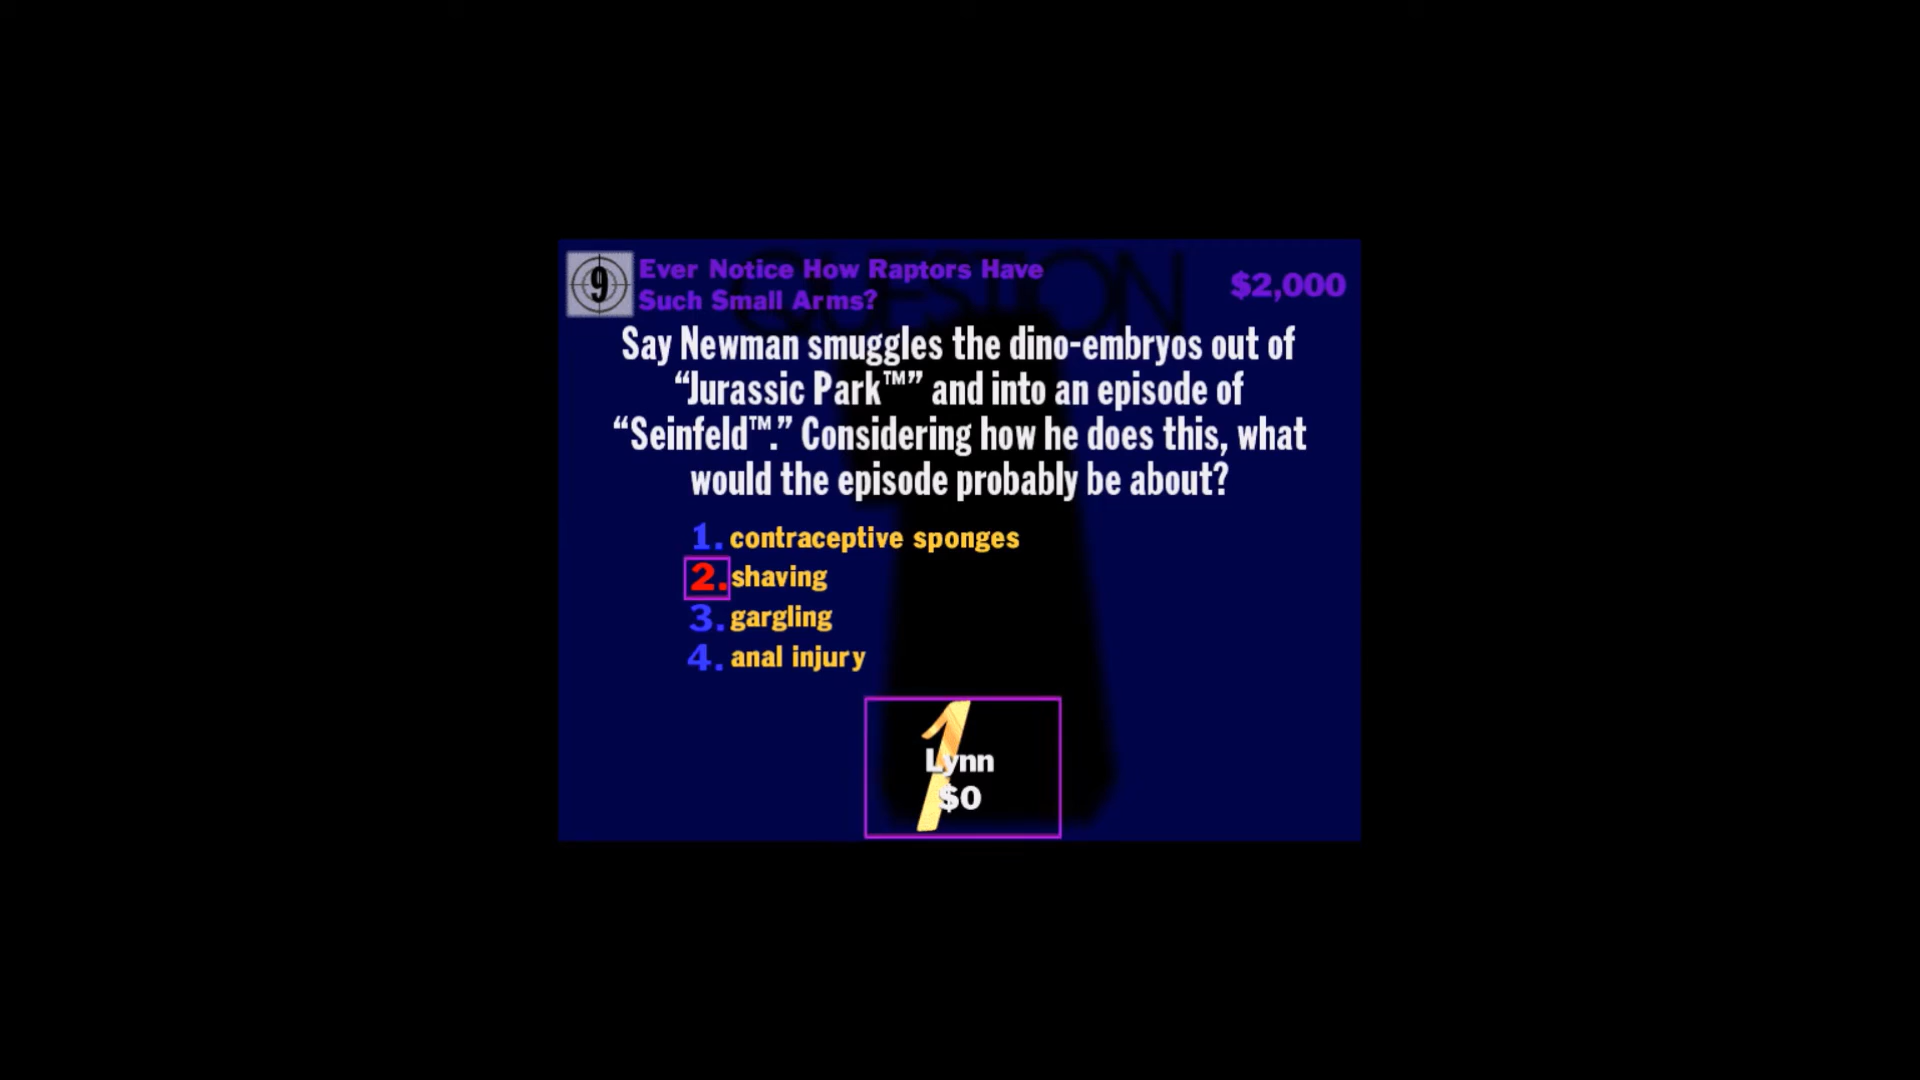 QUESTION
9
Ever Notice How Raptors Have
Such Small Arms?
$2,000
Say Newman smuggles the dino-embryos out of
“Jurassic Park™” and into an episode of
“Seinfeld™.” Considering how he does this, what
would the episode probably be about?
1. contraceptive sponges
2. shaving
3. gargling
4. anal injury
1
Lynn
$0